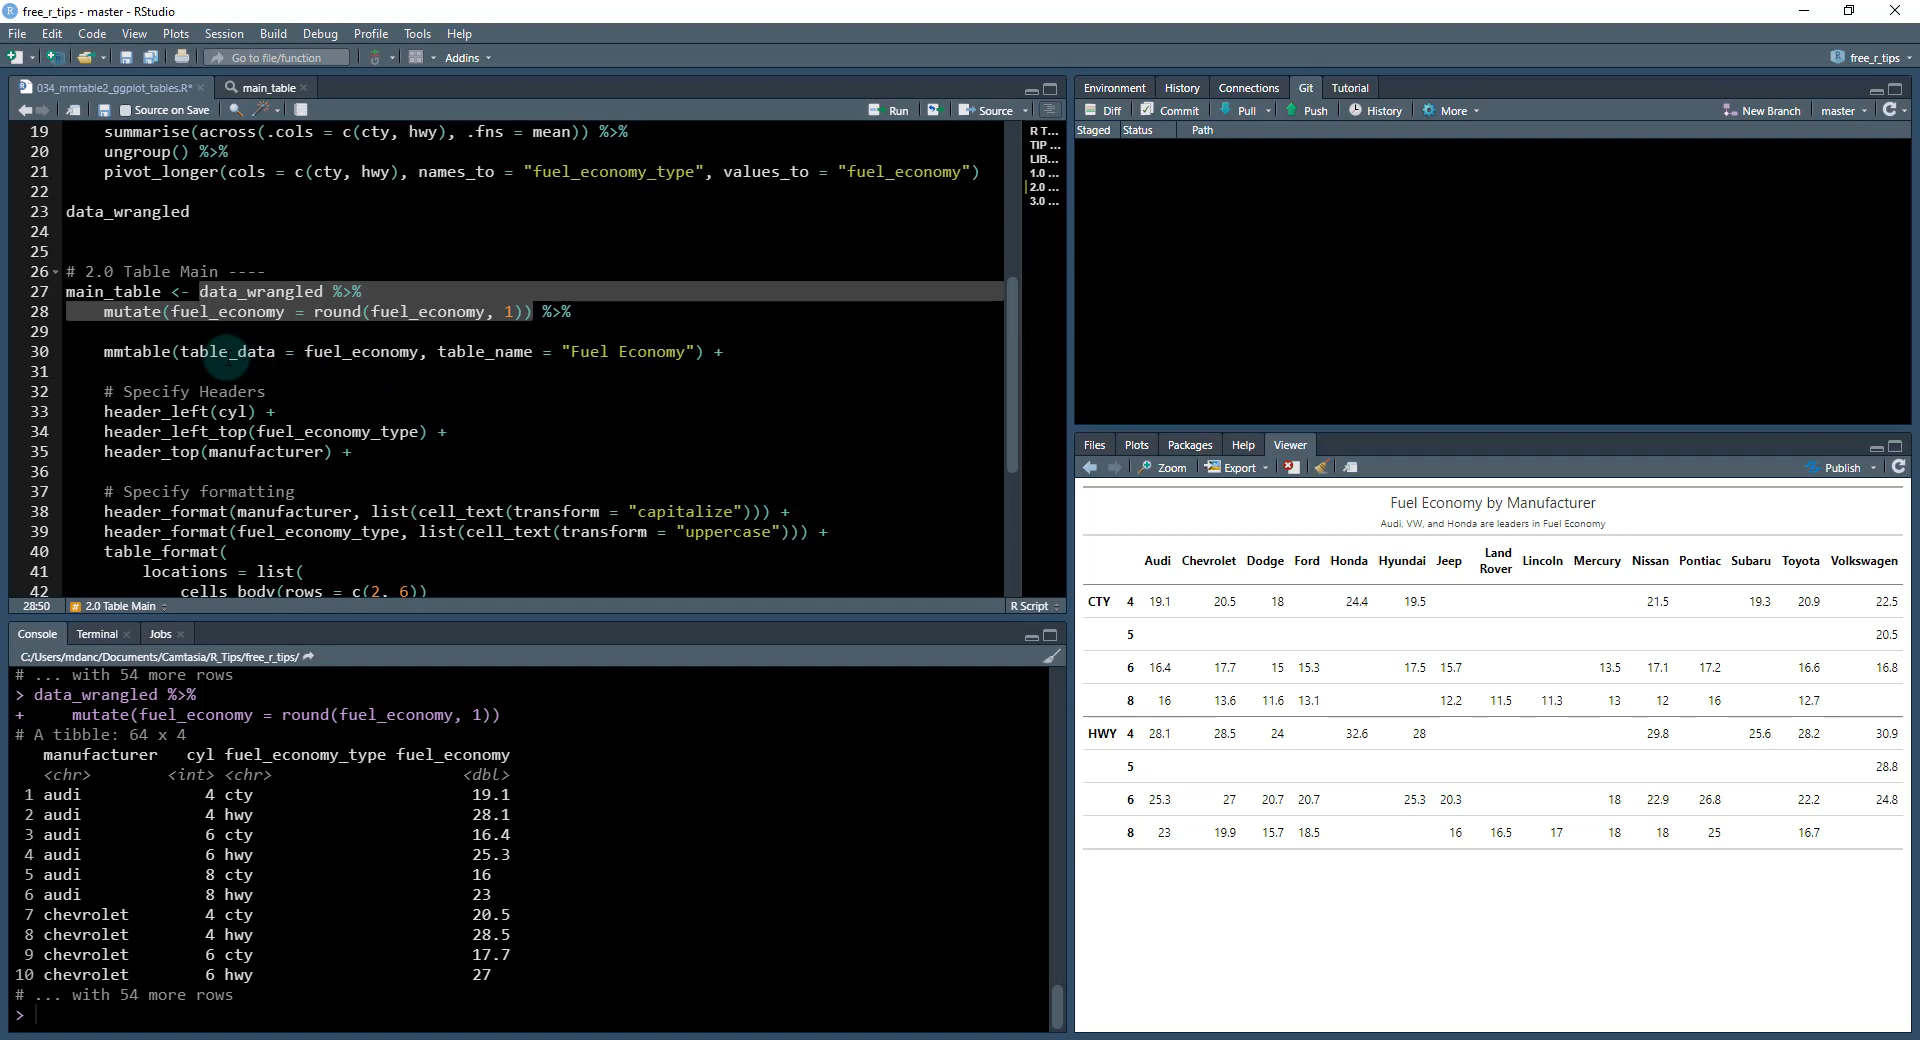 free_r_tips - master - RStudio
File Edit Code View Plots Session Build Debug Profile Tools Help
Go to file/function Addins free_r_tips
034_mmtable2_ggplot_tables.R* main_table
Source on Save Run Source
19 summarise(across(.cols = c(cty, hwy), .fns = mean)) %>%
20 ungroup() %>%
21 pivot_longer(cols = c(cty, hwy), names_to = "fuel_economy_type", values_to = "fuel_economy")
22
23 data_wrangled
24
25
26 # 2.0 Table Main ----
27 main_table <- data_wrangled %>%
28 mutate(fuel_economy = round(fuel_economy, 1)) %>%
29
30 mmtable(table_data = fuel_economy, table_name = "Fuel Economy") +
31
32 # Specify Headers
33 header_left(cyl) +
34 header_left_top(fuel_economy_type) +
35 header_top(manufacturer) +
36
37 # Specify formatting
38 header_format(manufacturer, list(cell_text(transform = "capitalize"))) +
39 header_format(fuel_economy_type, list(cell_text(transform = "uppercase"))) +
40 table_format(
41 locations = list(
42 cells_body(rows = c(2, 6))
R T...
TIP ...
LIB...
1.0 ...
2.0 ...
3.0 ...
28:50 # 2.0 Table Main R Script
Console Terminal Jobs
C:/Users/mdanc/Documents/Camtasia/R_Tips/free_r_tips/
# ... with 54 more rows
> data_wrangled %>%
+ mutate(fuel_economy = round(fuel_economy, 1))
# A tibble: 64 x 4
manufacturer cyl fuel_economy_type fuel_economy
<chr> <int> <chr> <dbl>
1 audi 4 cty 19.1
2 audi 4 hwy 28.1
3 audi 6 cty 16.4
4 audi 6 hwy 25.3
5 audi 8 cty 16
6 audi 8 hwy 23
7 chevrolet 4 cty 20.5
8 chevrolet 4 hwy 28.5
9 chevrolet 6 cty 17.7
10 chevrolet 6 hwy 27
# ... with 54 more rows
>
Environment History Connections Git Tutorial
Diff Commit Pull Push History More New Branch master
Staged Status Path
Files Plots Packages Help Viewer
Zoom Export Publish
Fuel Economy by Manufacturer
Audi, VW, and Honda are leaders in Fuel Economy
Audi Chevrolet Dodge Ford Honda Hyundai Jeep Land Rover Lincoln Mercury Nissan Pontiac Subaru Toyota Volkswagen
CTY 4 19.1 20.5 18 24.4 19.5 21.5 19.3 20.9 22.5
5 20.5
6 16.4 17.7 15 15.3 17.5 15.7 13.5 17.1 17.2 16.6 16.8
8 16 13.6 11.6 13.1 12.2 11.5 11.3 13 12 16 12.7
HWY 4 28.1 28.5 24 32.6 28 29.8 25.6 28.2 30.9
5 28.8
6 25.3 27 20.7 20.7 25.3 20.3 18 22.9 26.8 22.2 24.8
8 23 19.9 15.7 18.5 16 16.5 17 18 18 25 16.7